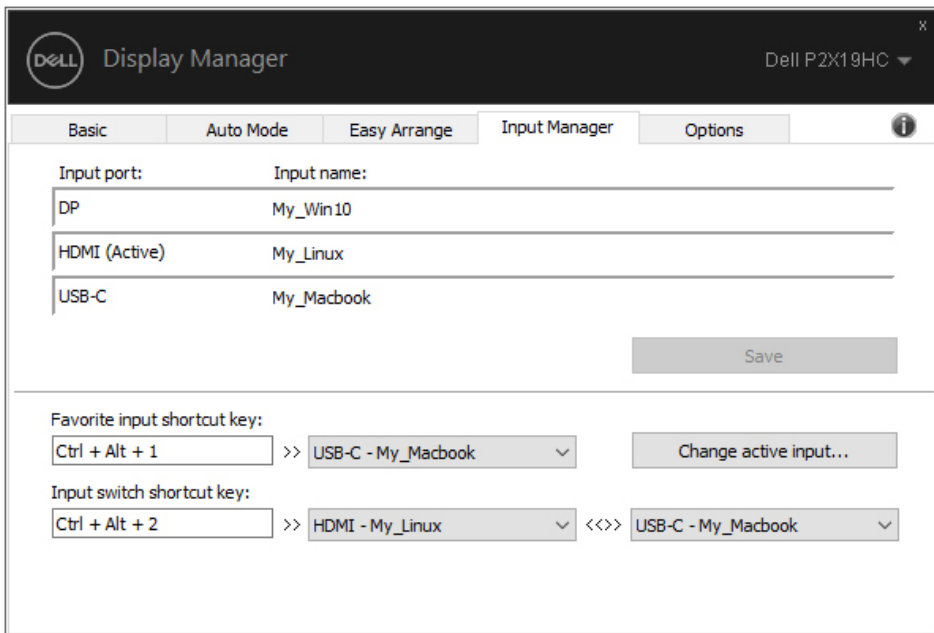 x
DELL Display Manager Dell P2X19HC
Basic Auto Mode Easy Arrange Input Manager Options i
Input port: Input name:
DP My_Win10
HDMI (Active) My_Linux
USB-C My_Macbook
Save
Favorite input shortcut key:
Ctrl + Alt + 1 >> USB-C - My_Macbook Change active input...
Input switch shortcut key:
Ctrl + Alt + 2 >> HDMI - My_Linux <<>> USB-C - My_Macbook